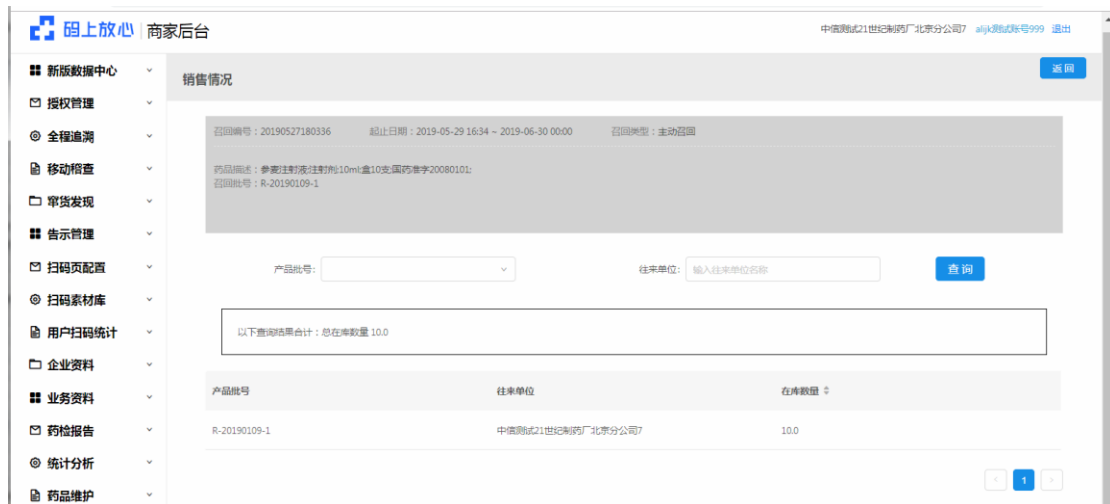 码上放心 商家后台
中信测试21世纪制药厂北京分公司7 alijk测试账号999 退出
新版数据中心
授权管理
全程追溯
移动稽查
窜货发现
告示管理
扫码页配置
扫码素材库
用户扫码统计
企业资料
业务资料
药检报告
统计分析
药品维护
销售情况
返回
召回编号：20190527180336 起止日期：2019-05-29 16:34 ~ 2019-06-30 00:00 召回类型：主动召回
药品描述：参麦注射液;注射剂;10ml;盒10支;国药准字20080101;
召回批号：R-20190109-1
产品批号: 往来单位: 输入往来单位名称 查询
以下查询结果合计：总在库数量 10.0
产品批号 往来单位 在库数量
R-20190109-1 中信测试21世纪制药厂北京分公司7 10.0
1